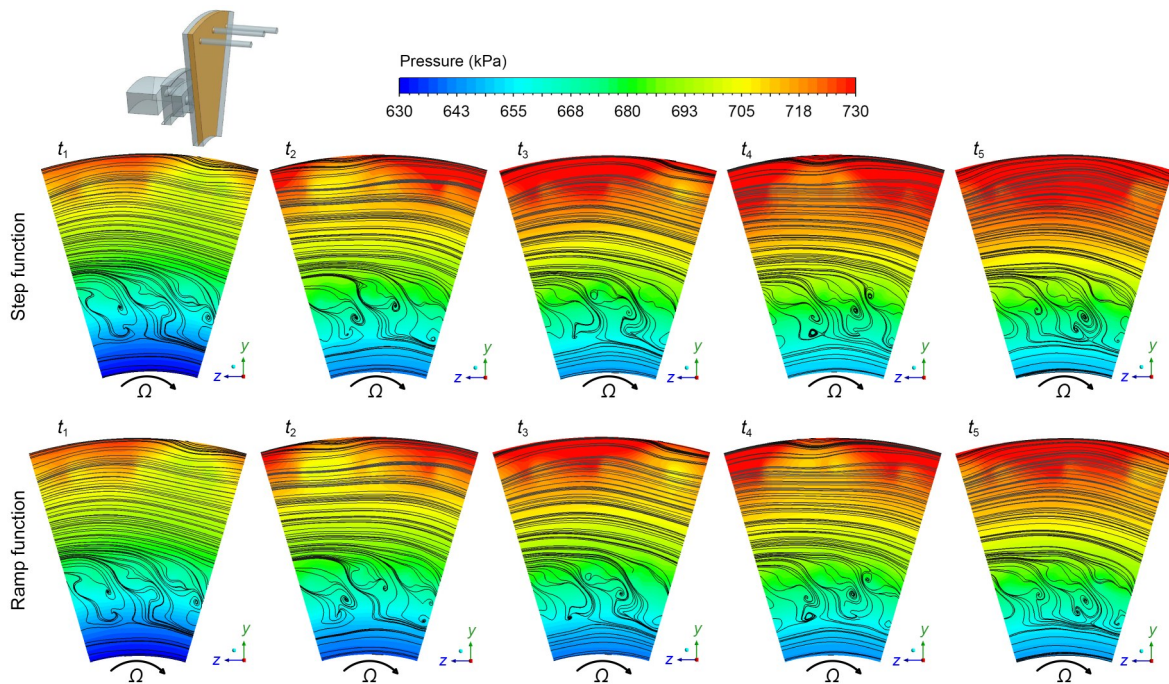 Pressure (kPa)
630 643 655 668 680 693 705 718 730
Step function
t₁ t₂ t₃ t₄ t₅
y y y y y
z z z z z
Ω Ω Ω Ω Ω
Ramp function
t₁ t₂ t₃ t₄ t₅
y y y y y
z z z z z
Ω Ω Ω Ω Ω